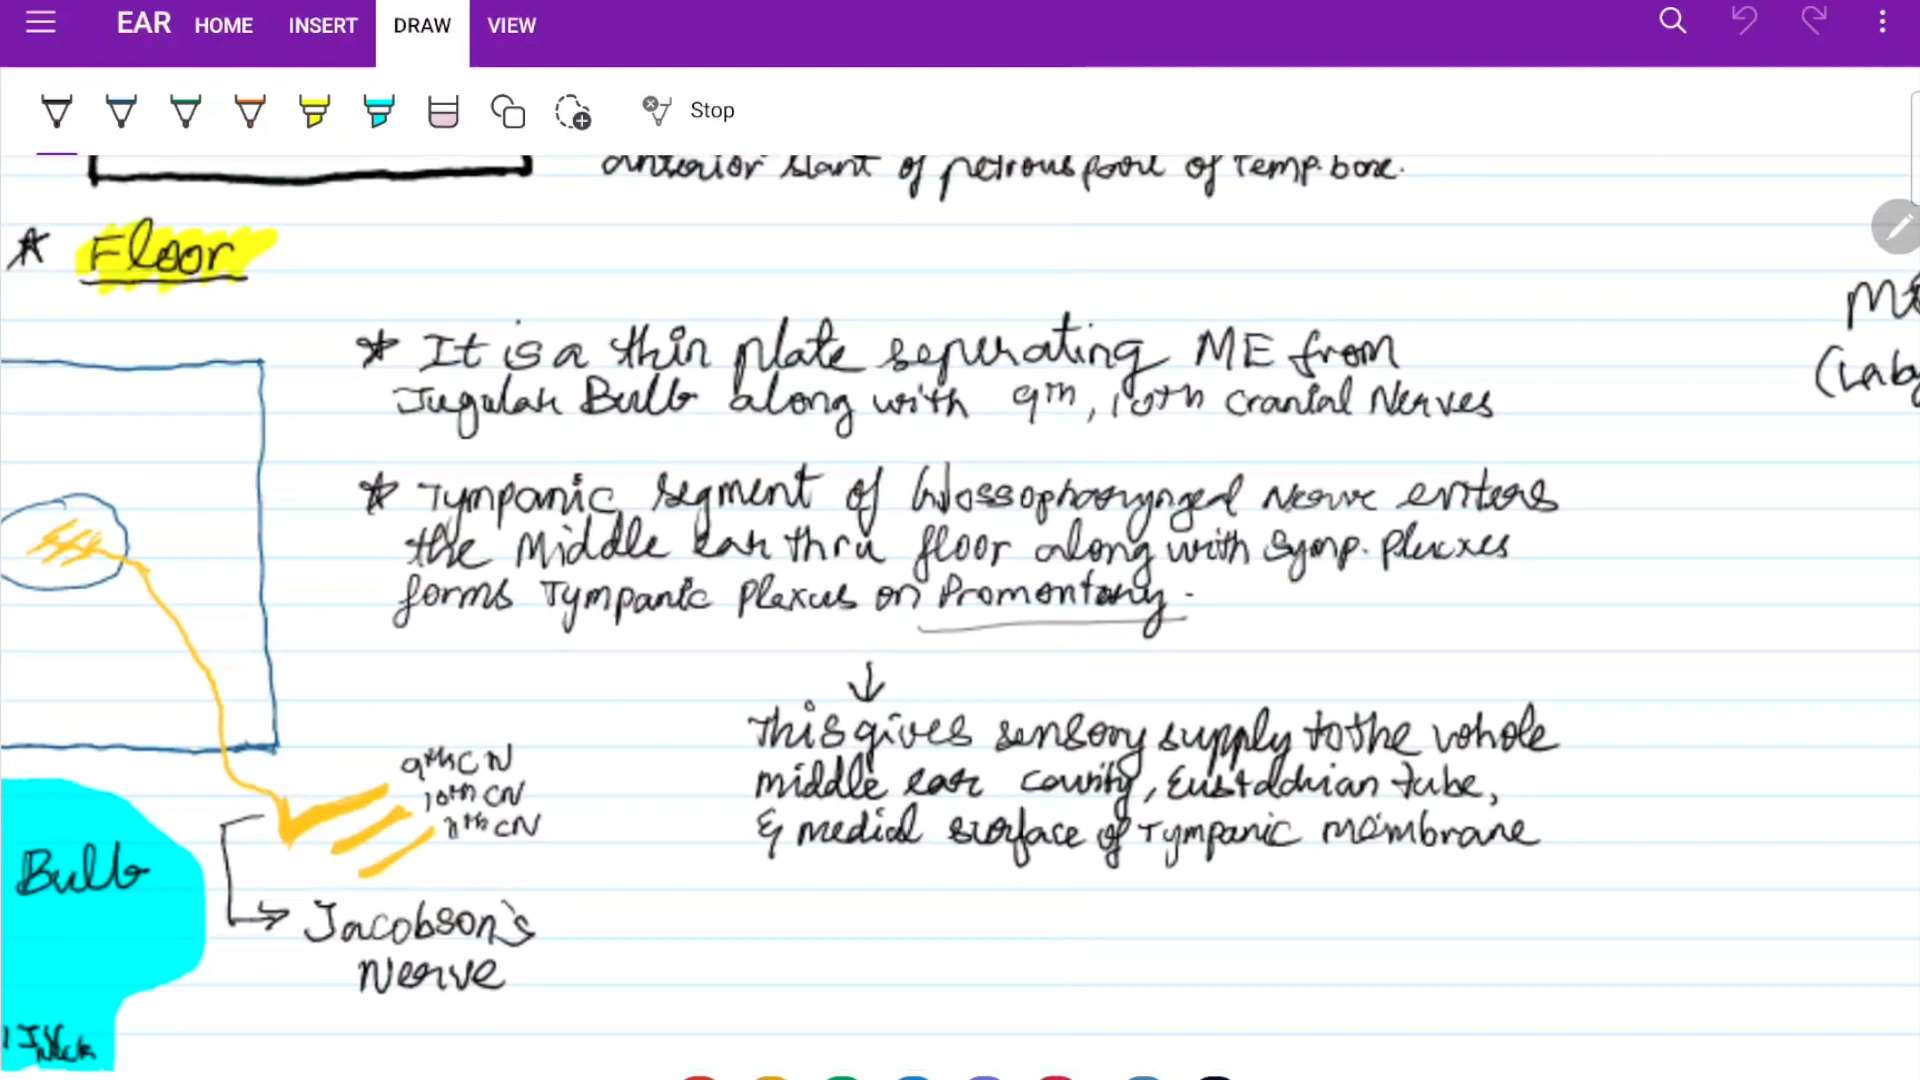 EAR HOME INSERT DRAW VIEW
Stop
anterior slant of petrous part of temp. bone.
* Floor
* It is a thin plate seperating ME from
Jugular Bulb along with 9th, 10th cranial Nerves
* Tympanic segment of Glossopharyngeal Nerve enters
the Middle ear thru floor along with Symp. Plexes
forms Tympanic Plexus on Promontory.
↓
This gives sensory supply to the whole
middle ear cavity, Eustachian tube,
& medial surface of Tympanic membrane
9th CN
10th CN
11th CN
Bulb
→ Jacobson's
Nerve
Neck